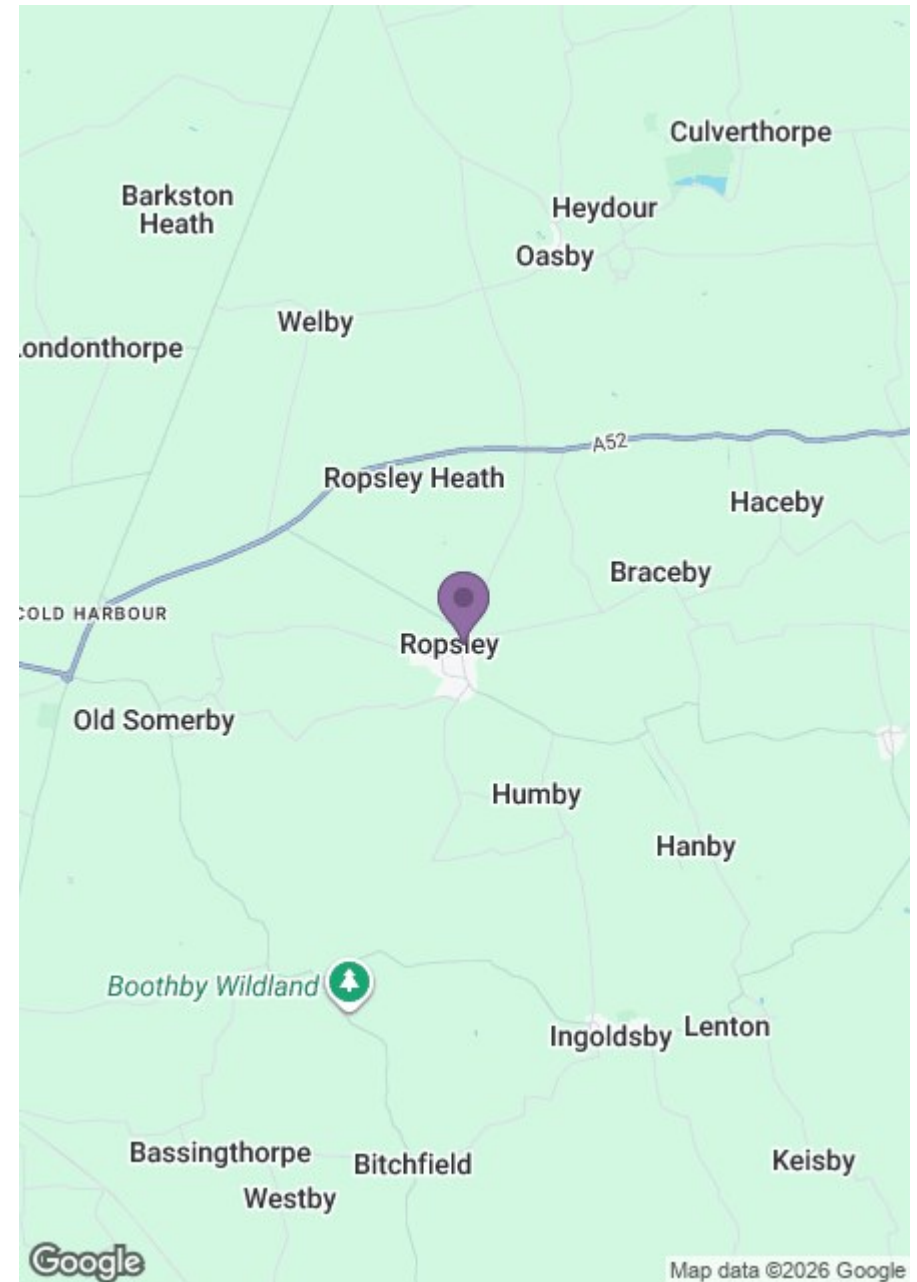 Culverthorpe
Barkston
Heath
Heydour
Oasby
Welby
ondonthorpe
A52
Ropsley Heath
Haceby
Braceby
COLD HARBOUR
Ropsley
Old Somerby
Humby
Hanby
Boothby Wildland
Ingoldsby
Lenton
Bassingthorpe
Bitchfield
Keisby
Westby
Google
Map data ©2026 Google